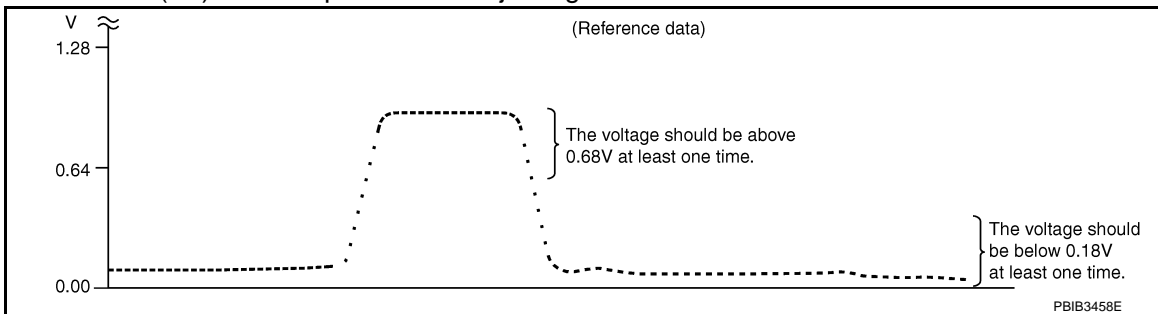 V
(Reference data)
1.28
The voltage should be above
0.68V at least one time.
0.64
The voltage should
be below 0.18V
at least one time.
0.00
PBIB3458E